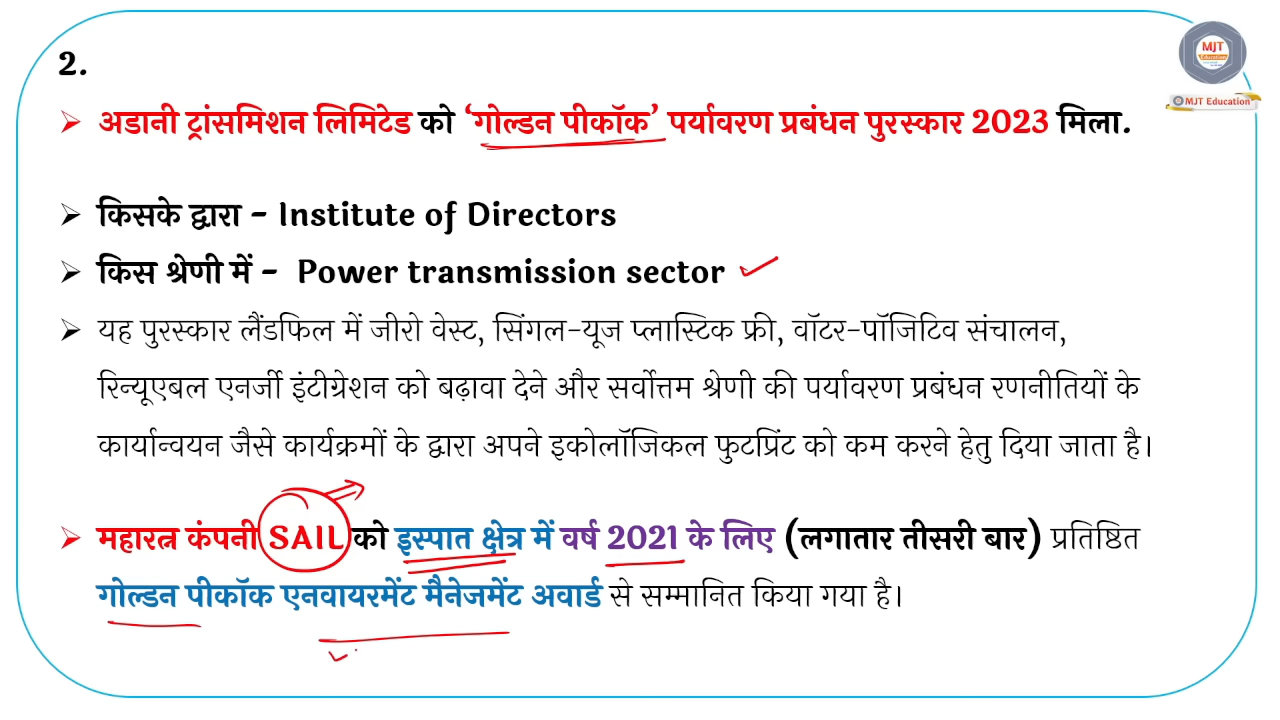 MJT
Education
MJT Education
2.
➢ अडानी ट्रांसमिशन लिमिटेड को ‘गोल्डन पीकॉक’ पर्यावरण प्रबंधन पुरस्कार 2023 मिला.
➢ किसके द्वारा – Institute of Directors
➢ किस श्रेणी में – Power transmission sector
➢ यह पुरस्कार लैंडफिल में जीरो वेस्ट, सिंगल-यूज प्लास्टिक फ्री, वॉटर-पॉजिटिव संचालन,
रिन्यूएबल एनर्जी इंटीग्रेशन को बढ़ावा देने और सर्वोत्तम श्रेणी की पर्यावरण प्रबंधन रणनीतियों के
कार्यान्वयन जैसे कार्यक्रमों के द्वारा अपने इकोलॉजिकल फुटप्रिंट को कम करने हेतु दिया जाता है।
➢ महारत्न कंपनी SAIL को इस्पात क्षेत्र में वर्ष 2021 के लिए (लगातार तीसरी बार) प्रतिष्ठित
गोल्डन पीकॉक एनवायरमेंट मैनेजमेंट अवार्ड से सम्मानित किया गया है।